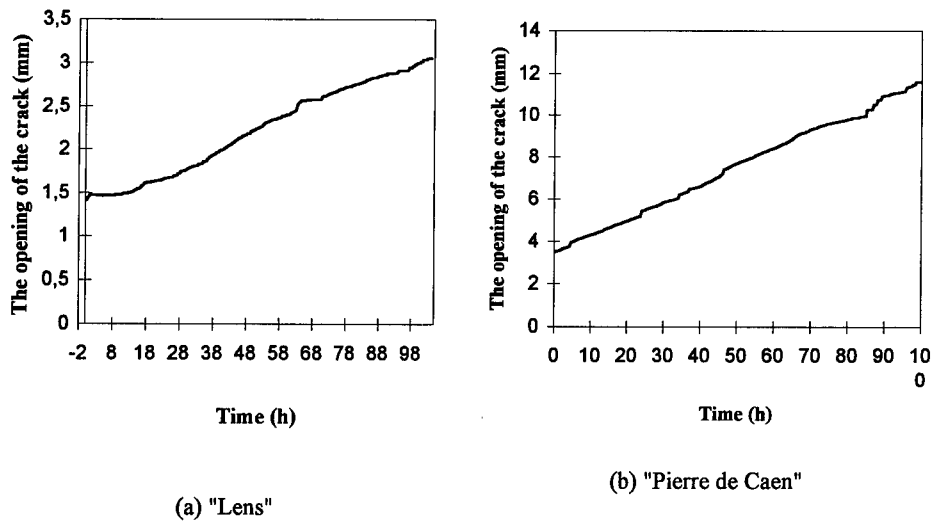 The opening of the crack (mm)
3,5
3
2,5
2
1,5
1
0,5
0
-2 8 18 28 38 48 58 68 78 88 98
Time (h)
(a) "Lens"
The opening of the crack (mm)
14
12
10
8
6
4
2
0
0 10 20 30 40 50 60 70 80 90 10
0
Time (h)
(b) "Pierre de Caen"